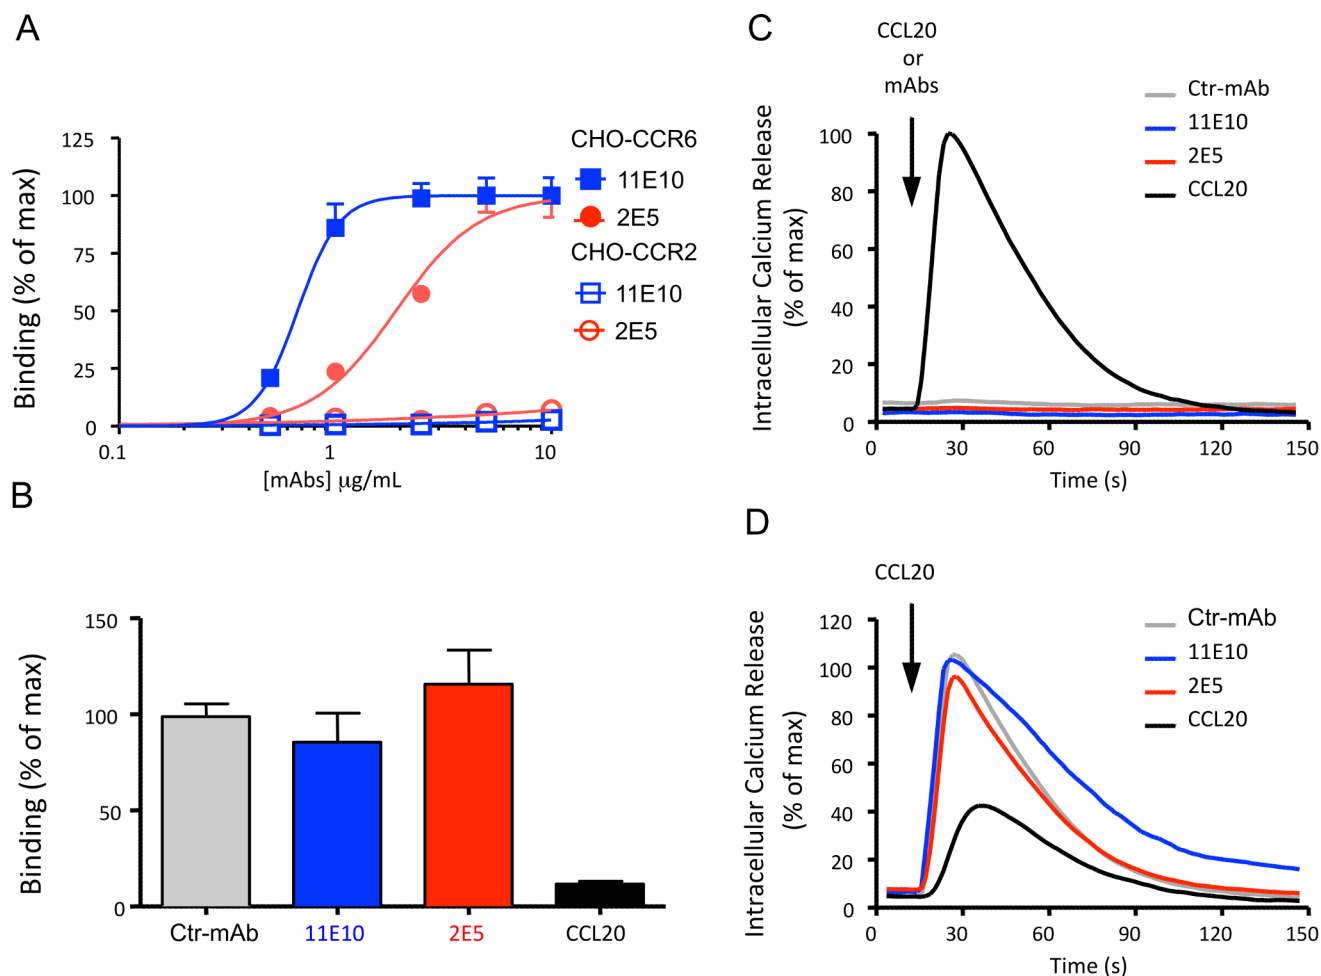 A
Binding (% of max)
125
100
75
50
25
0
0.1
1
10
[mAbs] µg/mL
CHO-CCR6
11E10
2E5
CHO-CCR2
11E10
2E5
B
Binding (% of max)
150
100
50
0
Ctr-mAb
11E10
2E5
CCL20
C
CCL20
or
mAbs
Intracellular Calcium Release
(% of max)
100
80
60
40
20
0
0
30
60
90
120
150
Time (s)
Ctr-mAb
11E10
2E5
CCL20
D
CCL20
Intracellular Calcium Release
(% of max)
120
100
80
60
40
20
0
0
30
60
90
120
150
Time (s)
Ctr-mAb
11E10
2E5
CCL20